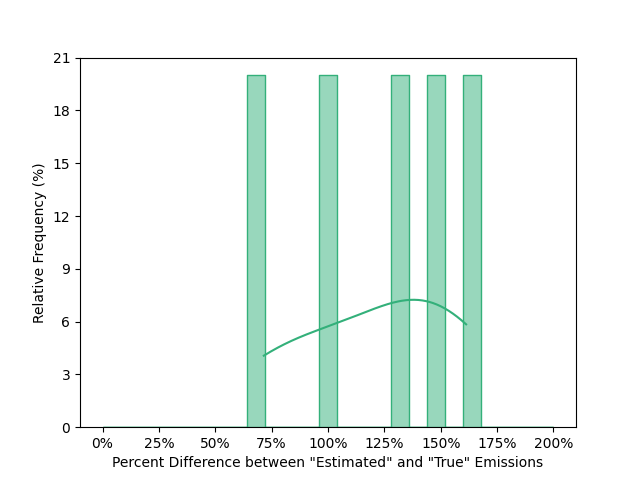 21
18
15
12
9
6
3
0
Relative Frequency (%)
0% 25% 50% 75% 100% 125% 150% 175% 200%
Percent Difference between "Estimated" and "True" Emissions